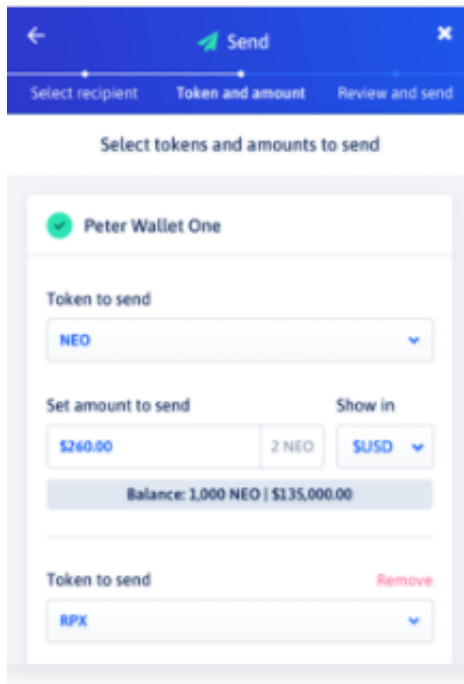 Send
Select recipient Token and amount Review and send
Select tokens and amounts to send
Peter Wallet One
Token to send
NEO
Set amount to send Show in
$260.00 2 NEO $USD
Balance: 1,000 NEO | $135,000.00
Token to send Remove
RPX